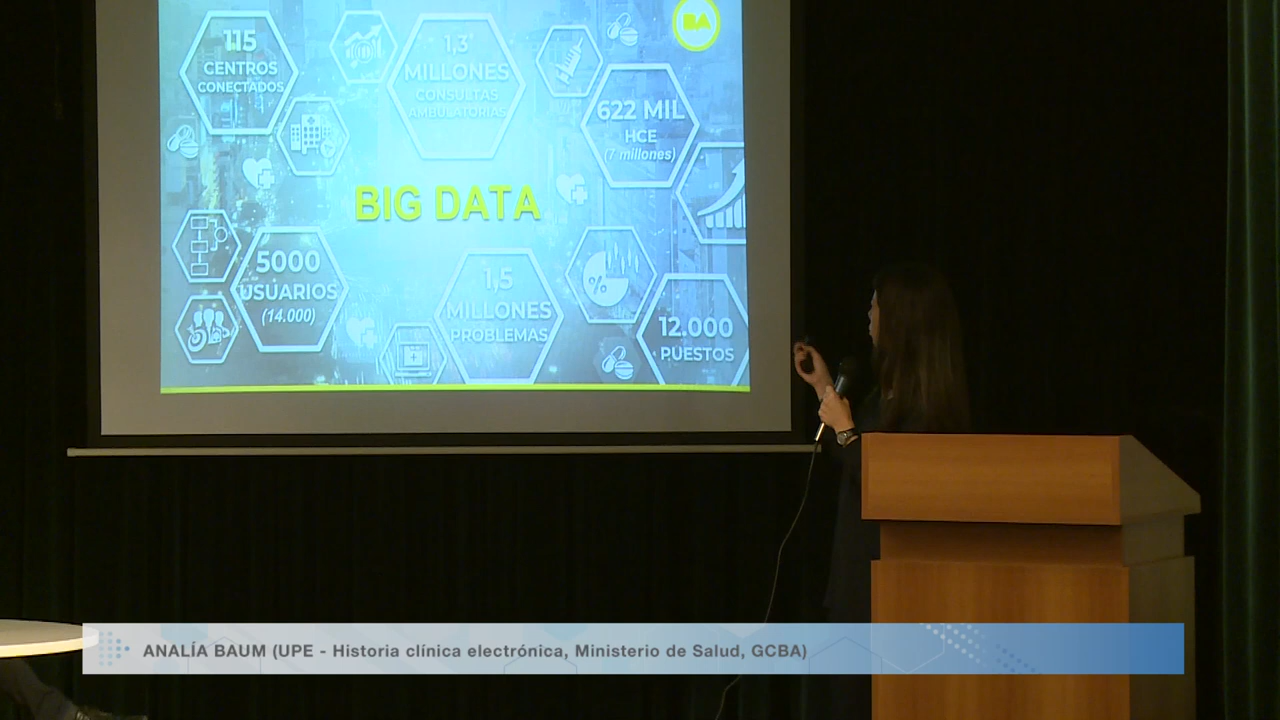 BA
115
CENTROS
CONECTADOS
1,3
MILLONES
CONSULTAS
AMBULATORIAS
622 MIL
HCE
(7 millones)
BIG DATA
5000
USUARIOS
(14.000)
1,5
MILLONES
PROBLEMAS
%
12.000
PUESTOS
ANALÍA BAUM (UPE - Historia clínica electrónica, Ministerio de Salud, GCBA)